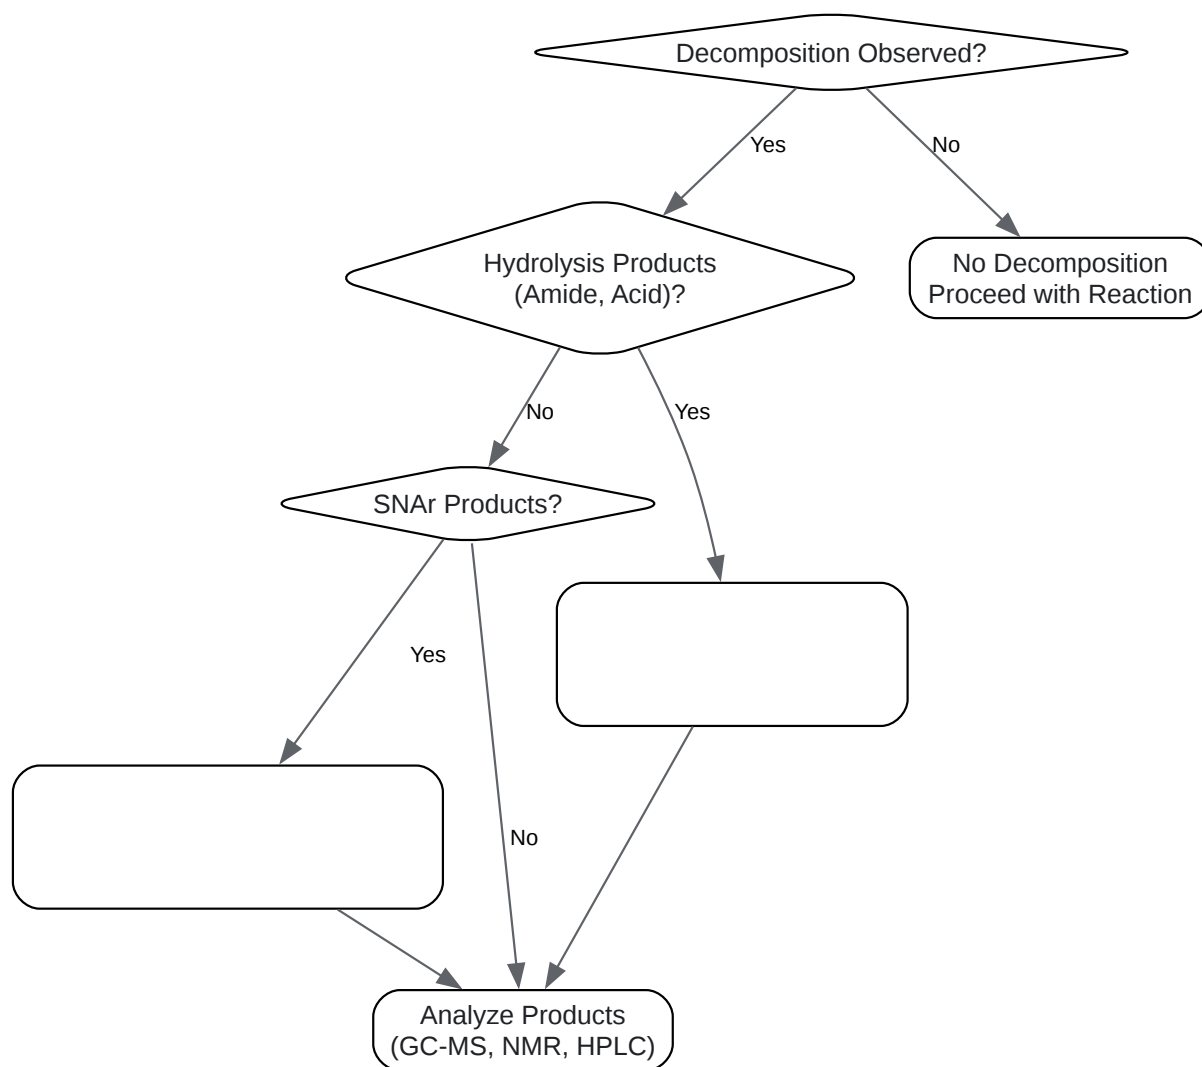 Decomposition Observed?
Yes
No
Hydrolysis Products
(Amide, Acid)?
No Decomposition
Proceed with Reaction
No
Yes
SNAr Products?
Yes
No
Analyze Products
(GC-MS, NMR, HPLC)